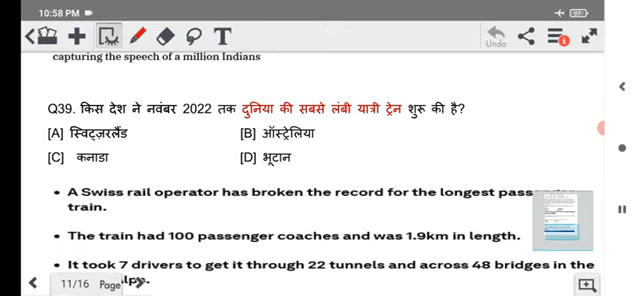 10:58 PM
97
Undo
capturing the speech of a million Indians
Q39. किस देश ने नवंबर 2022 तक दुनिया की सबसे लंबी यात्री ट्रेन शुरू की है?
[A] स्विट्ज़रलैंड [B] ऑस्ट्रेलिया
[C] कनाडा [D] भूटान
• A Swiss rail operator has broken the record for the longest passenger
train.
• The train had 100 passenger coaches and was 1.9km in length.
• It took 7 drivers to get it through 22 tunnels and across 48 bridges in the
11/16 Page